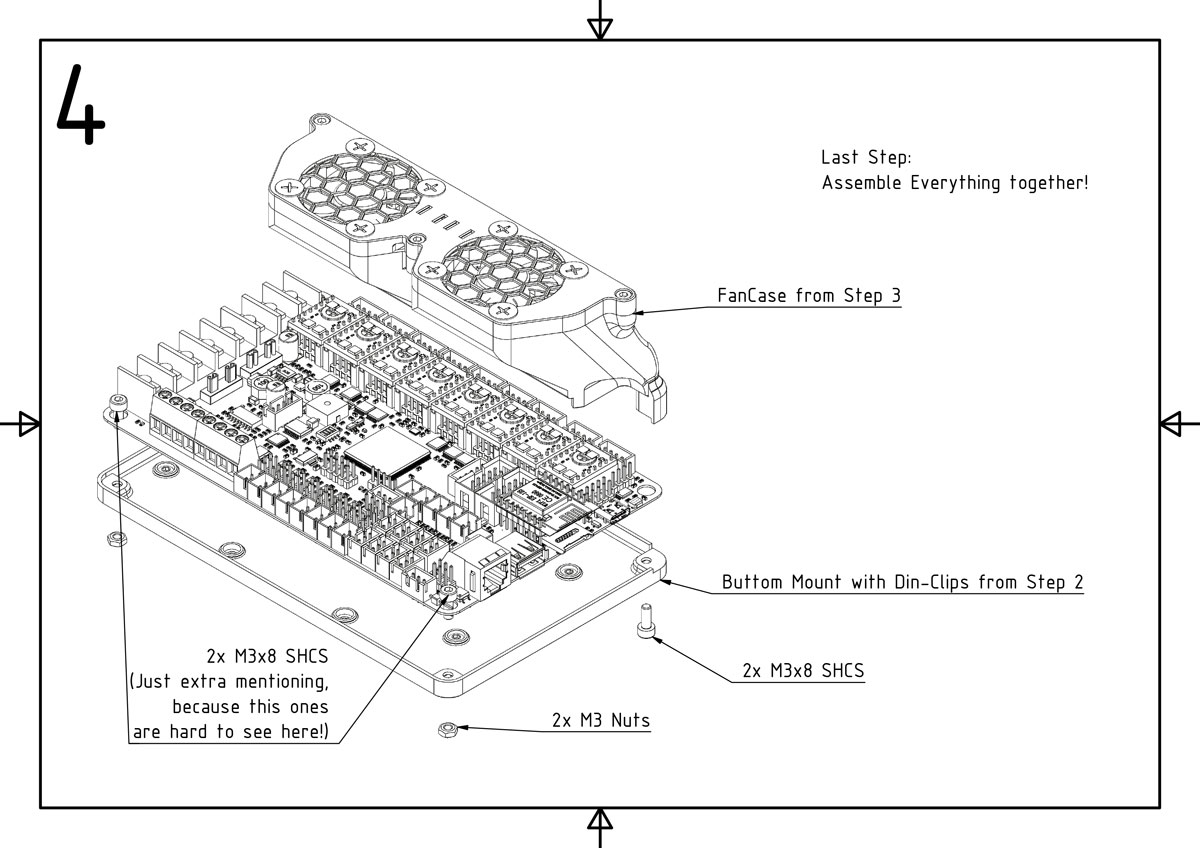 4
Last Step:
Assemble Everything together!
FanCase from Step 3
Buttom Mount with Din-Clips from Step 2
2x M3x8 SHCS
(Just extra mentioning,
because this ones
are hard to see here!)
2x M3x8 SHCS
2x M3 Nuts